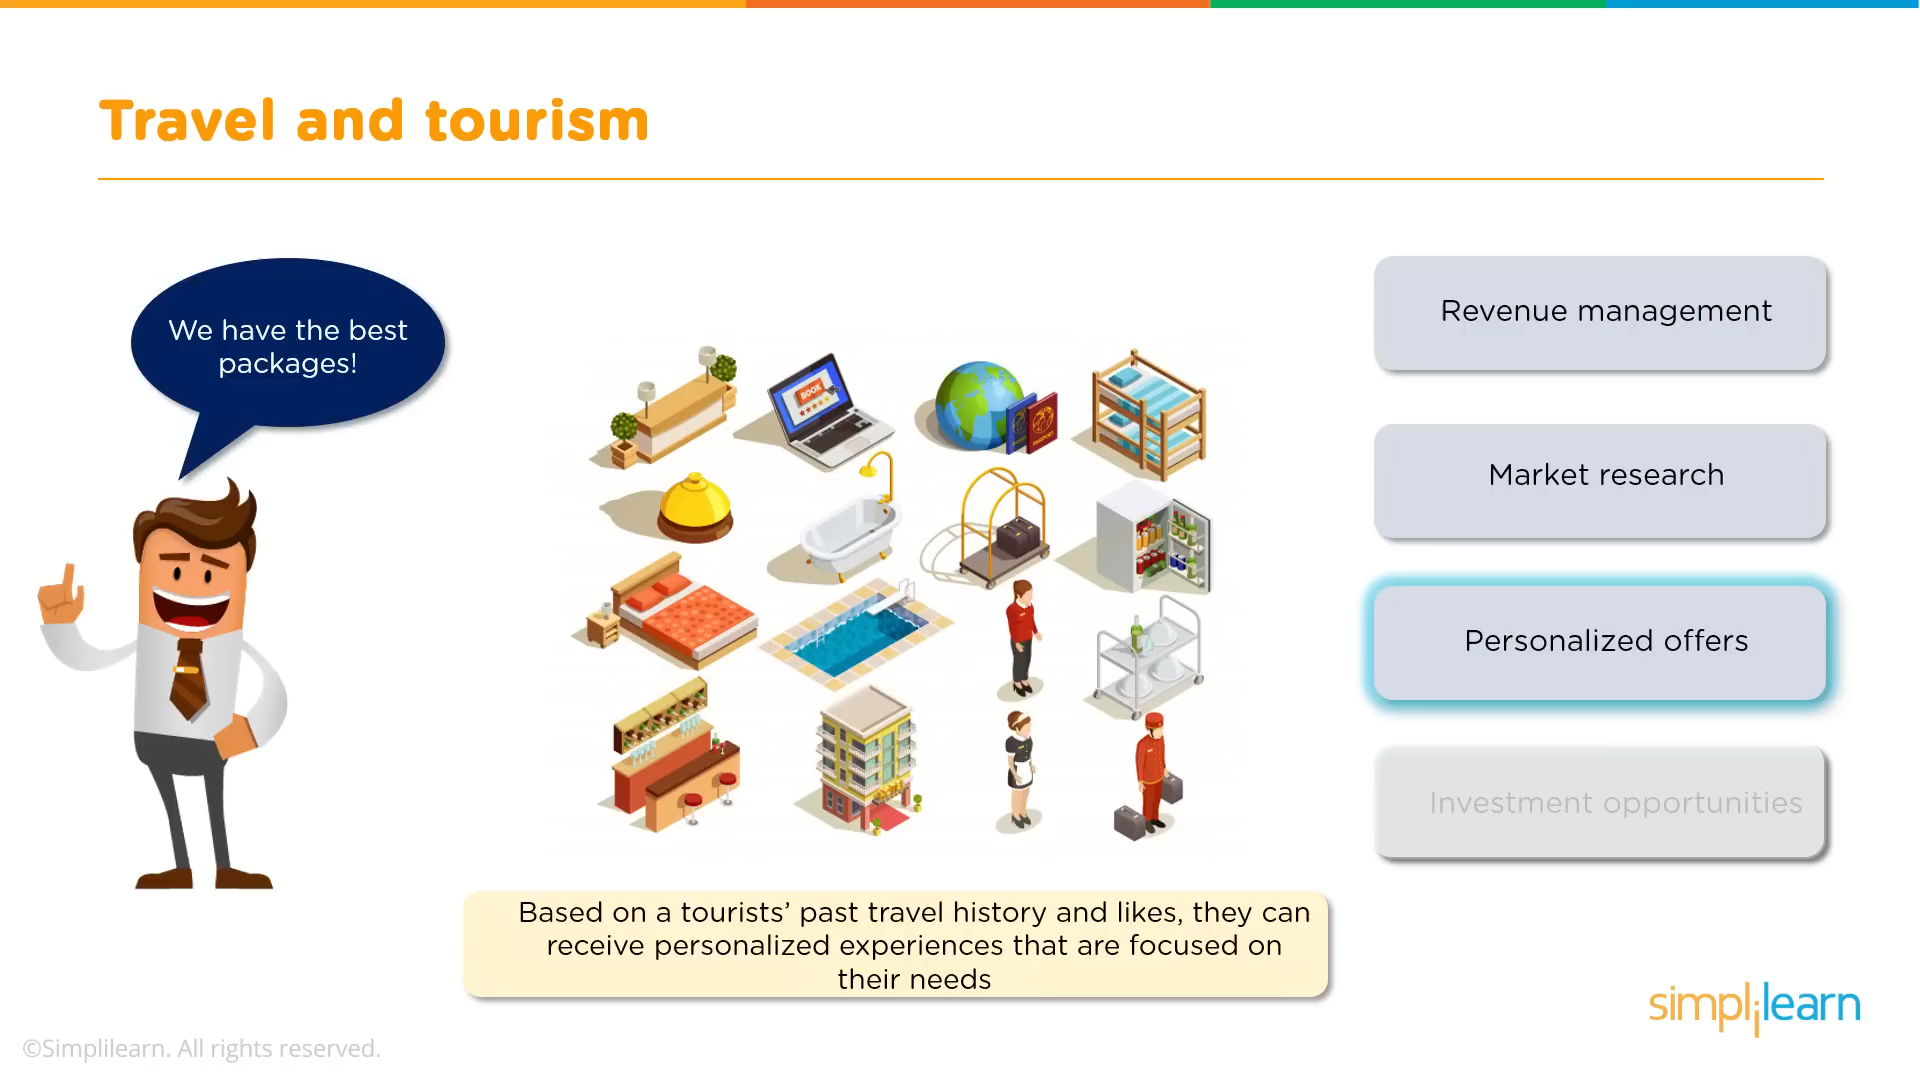 Travel and tourism
We have the best
packages!
BOOK
PASSPORT
Revenue management
Market research
Personalized offers
Investment opportunities
Based on a tourists’ past travel history and likes, they can
receive personalized experiences that are focused on
their needs
simplilearn
©Simplilearn. All rights reserved.